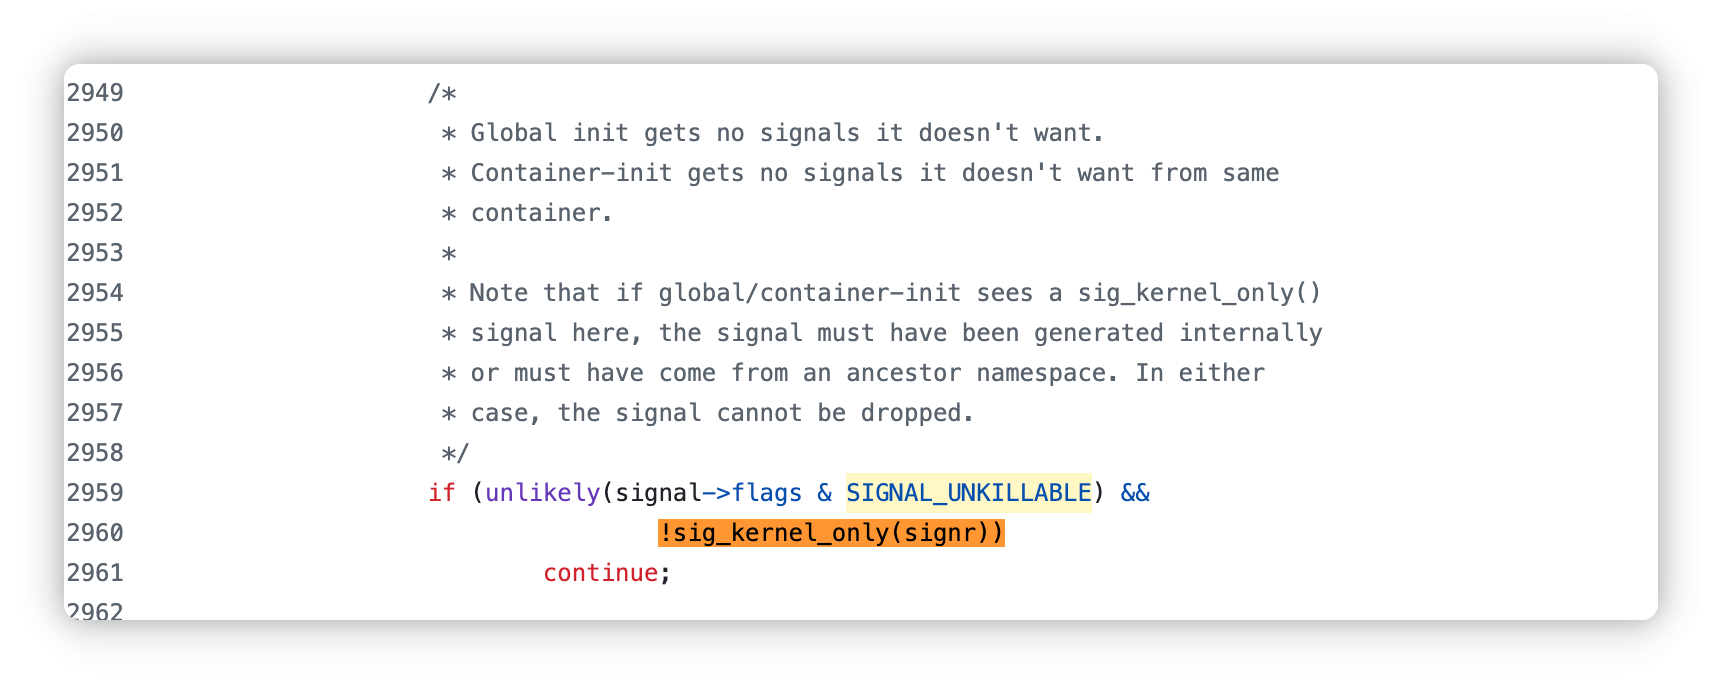 2949 /*
2950 * Global init gets no signals it doesn't want.
2951 * Container-init gets no signals it doesn't want from same
2952 * container.
2953 *
2954 * Note that if global/container-init sees a sig_kernel_only()
2955 * signal here, the signal must have been generated internally
2956 * or must have come from an ancestor namespace. In either
2957 * case, the signal cannot be dropped.
2958 */
2959 if (unlikely(signal->flags & SIGNAL_UNKILLABLE) &&
2960 !sig_kernel_only(signr))
2961 continue;
2962